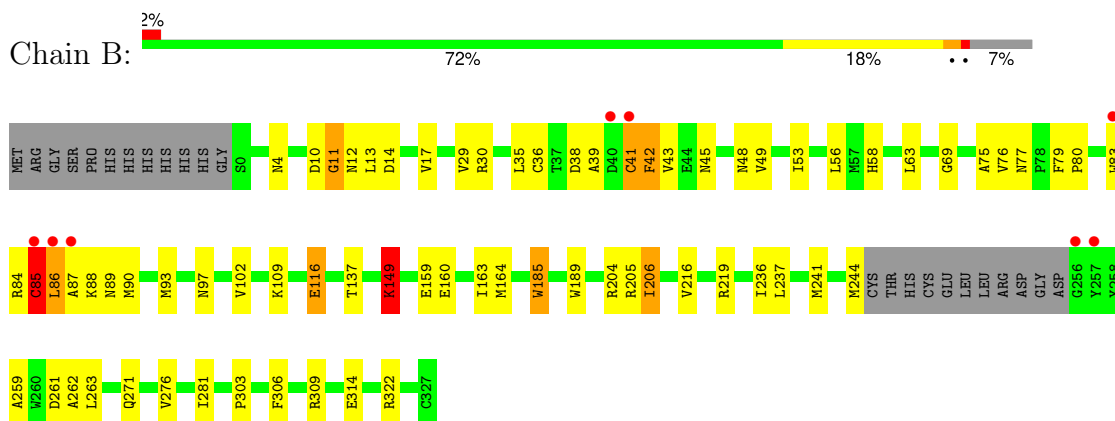 2%
Chain B:
72% 18% • • 7%
MET ARG GLY SER PRO HIS HIS HIS HIS HIS HIS GLY S0 N4 D10 G11 N12 L13 D14 V17 V29 R30 L35 C36 T37 D38 A39 D40 C41 F42 V43 E44 N45 N48 V49 I53 L56 M57 H58 L63 G69 A75 V76 N77 P78 F79 P80 W83
R84 C85 L86 A87 K88 N89 M90 M93 N97 V102 K109 E116 T137 K149 E159 E160 I163 M164 W185 W189 R204 R205 I206 V216 R219 I236 L237 M241 M244 CYS THR HIS CYS GLU LEU LEU ARG ASP GLY ASP G256 Y257 Y258
A259 W260 D261 A262 L263 Q271 V276 I281 P303 F306 R309 E314 R322 C327